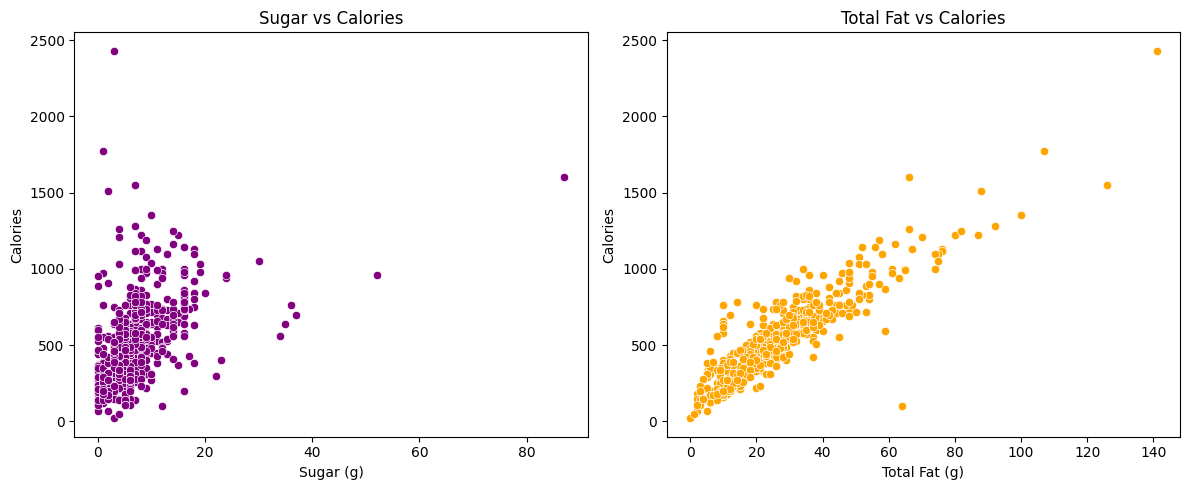 Sugar vs Calories
2500
2000
1500
1000
500
0
Calories
0 20 40 60 80
Sugar (g)
Total Fat vs Calories
2500
2000
1500
1000
500
0
Calories
0 20 40 60 80 100 120 140
Total Fat (g)